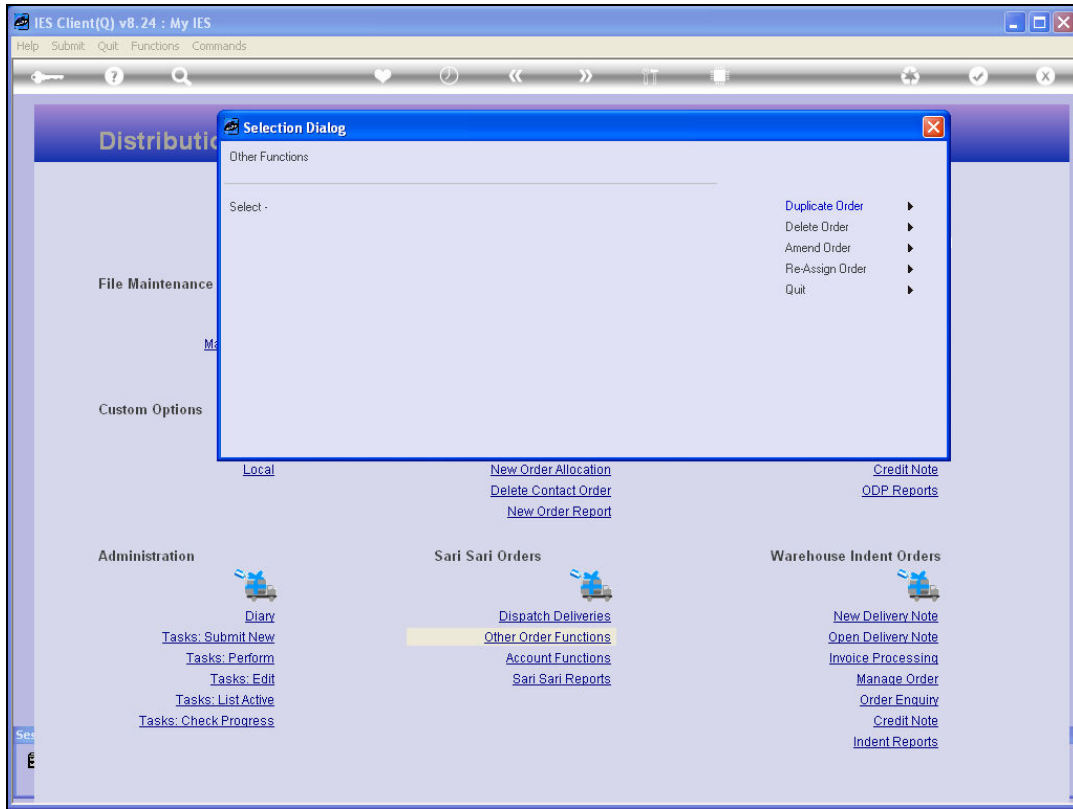 IES Client(Q) v8.24 : My IES
Help Submit Quit Functions Commands
Distributio
Selection Dialog
Other Functions
Select -
Duplicate Order
Delete Order
Amend Order
Re-Assign Order
Quit
File Maintenance
Ma
Custom Options
Local
New Order Allocation
Delete Contact Order
New Order Report
Credit Note
ODP Reports
Administration
Diary
Tasks: Submit New
Tasks: Perform
Tasks: Edit
Tasks: List Active
Tasks: Check Progress
Sari Sari Orders
Dispatch Deliveries
Other Order Functions
Account Functions
Sari Sari Reports
Warehouse Indent Orders
New Delivery Note
Open Delivery Note
Invoice Processing
Manage Order
Order Enquiry
Credit Note
Indent Reports
Ses